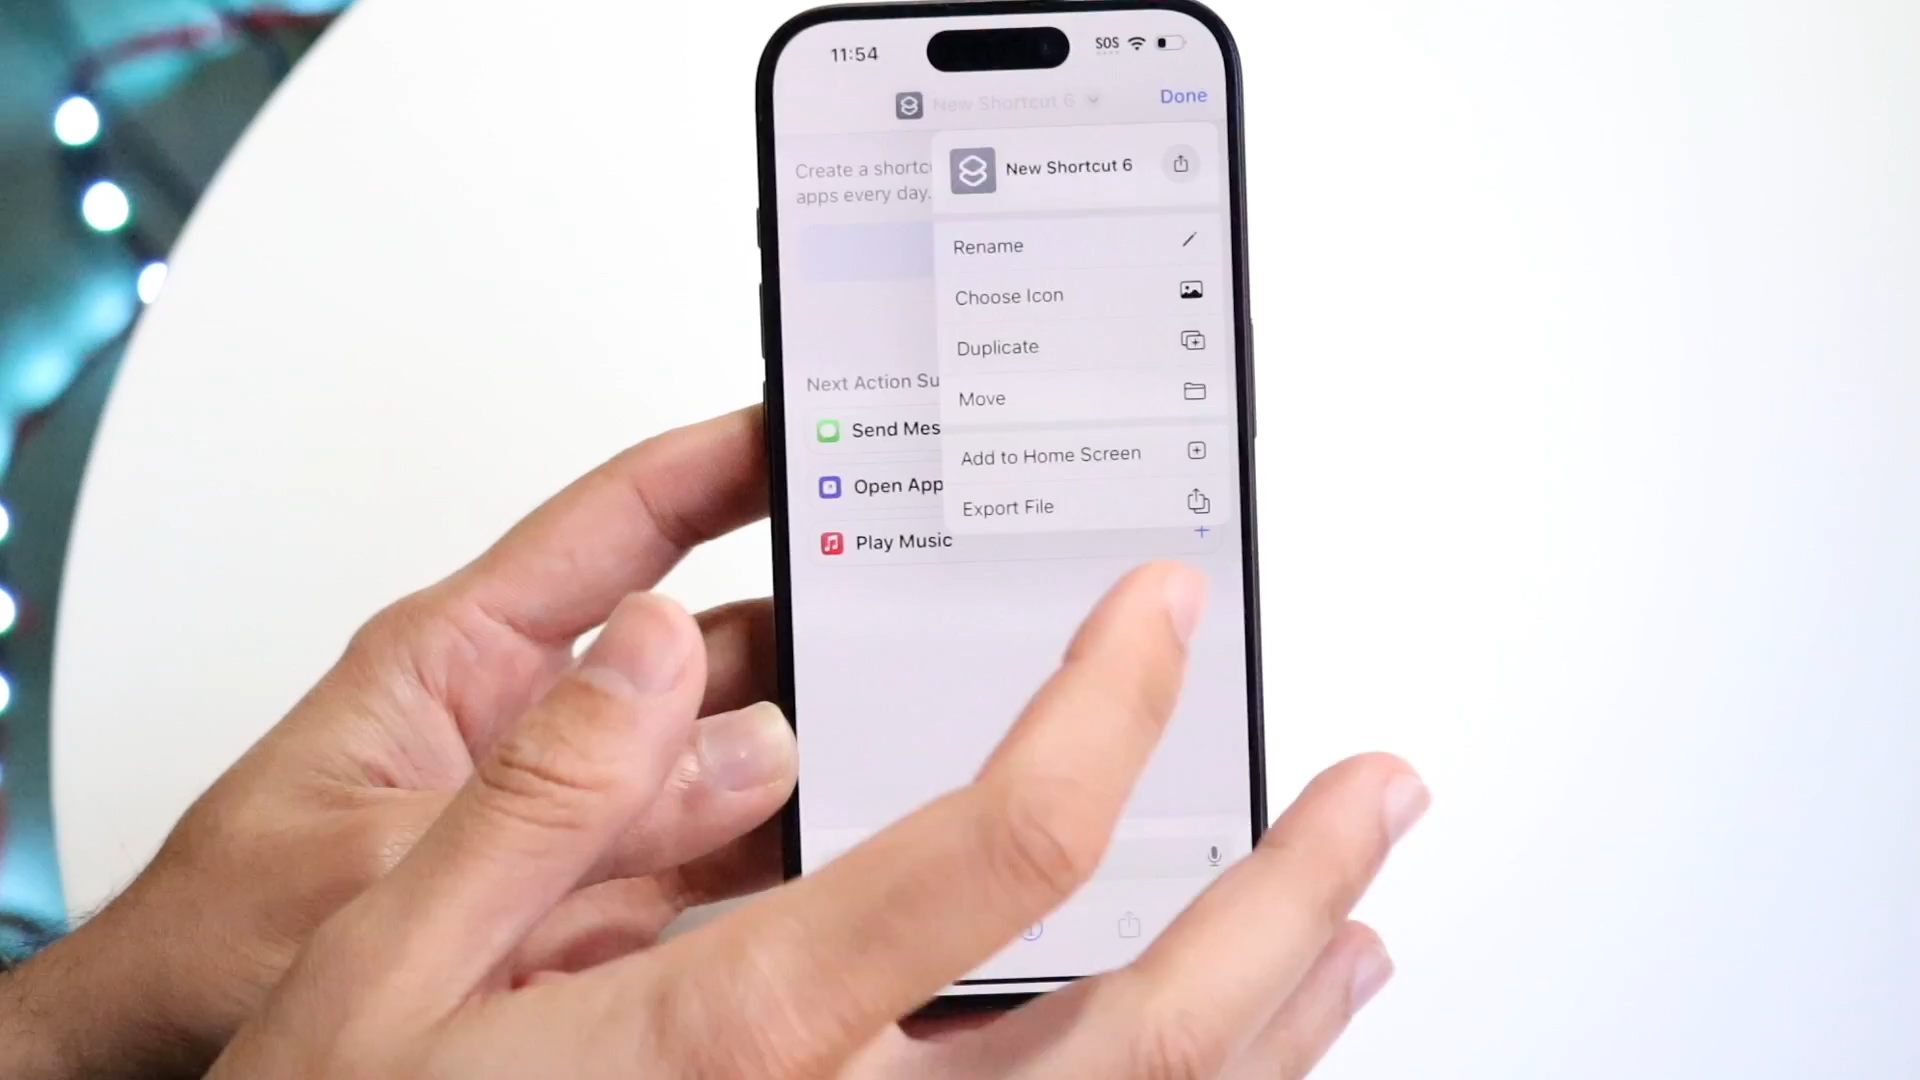 11:54
SOS
New Shortcut 6
Done
Create a shortc
apps every day.
New Shortcut 6
Rename
Choose Icon
Duplicate
Move
Next Action Su
Send Mes
Add to Home Screen
Open App
Export File
Play Music